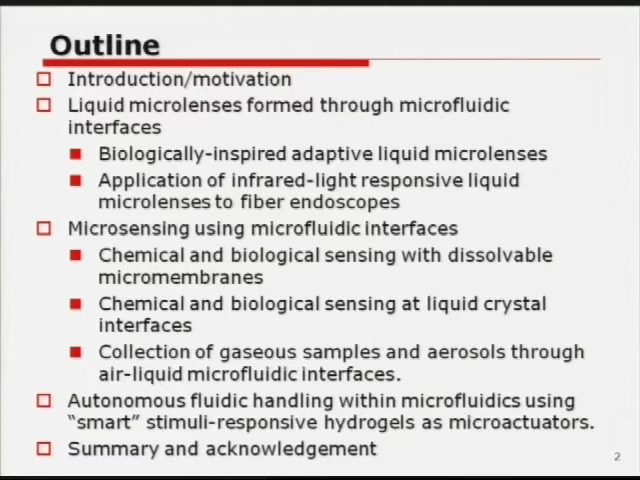 Outline
Introduction/motivation
Liquid microlenses formed through microfluidic
interfaces
Biologically-inspired adaptive liquid microlenses
Application of infrared-light responsive liquid
microlenses to fiber endoscopes
Microsensing using microfluidic interfaces
Chemical and biological sensing with dissolvable
micromembranes
Chemical and biological sensing at liquid crystal
interfaces
Collection of gaseous samples and aerosols through
air-liquid microfluidic interfaces.
Autonomous fluidic handling within microfluidics using
“smart” stimuli-responsive hydrogels as microactuators.
Summary and acknowledgement
2